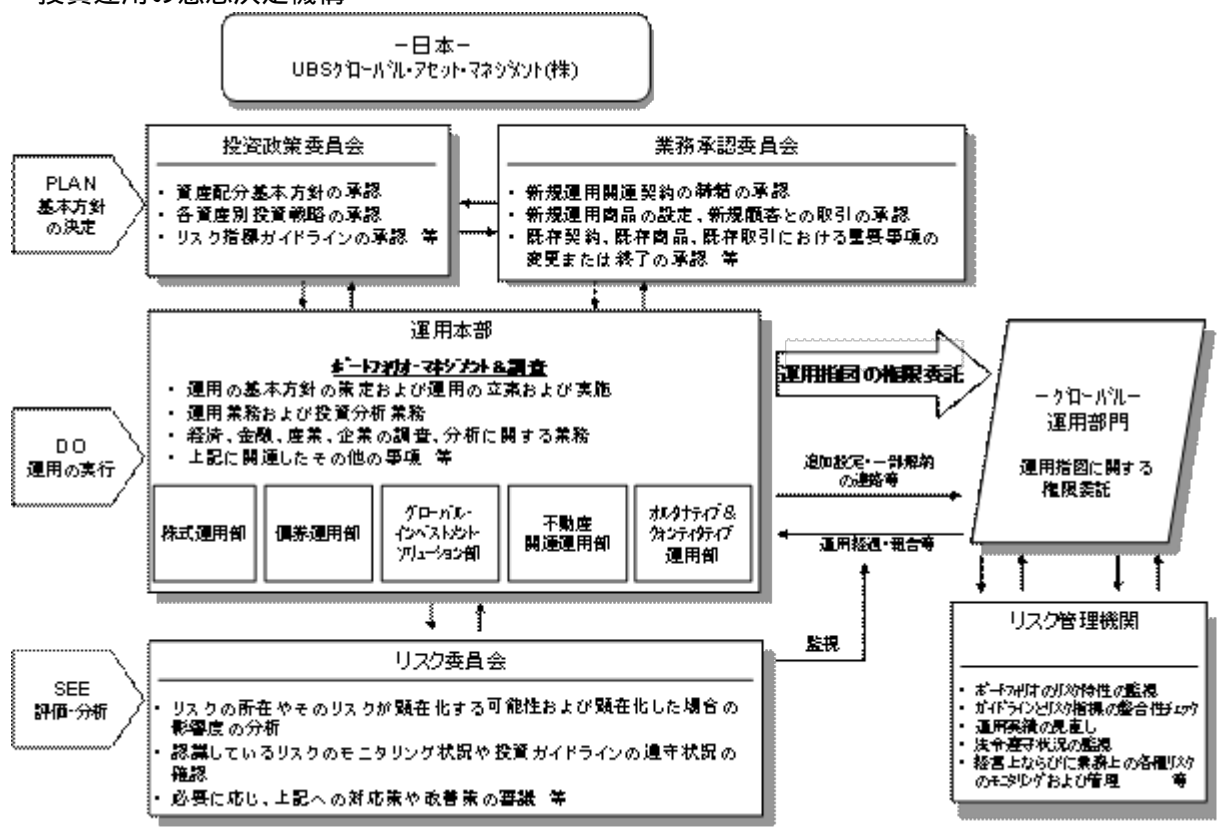 投資運用の意思決定機構
－日本－
UBSグローバル・アセット・マネジメント(株)
PLAN
基本方針
の決定
投資政策委員会
・ 資産配分基本方針の承認
・ 各資産別投資戦略の承認
・ リスク指標ガイドラインの承認 等
業務承認委員会
・ 新規運用関連契約の締結の承認
・ 新規運用商品の設定、新規顧客との取引の承認
・ 既存契約、既存商品、既存取引における重要事項の
変更または終了の承認 等
DO
運用の実行
運用本部
ポートフォリオ・マネジメント＆調査
・ 運用の基本方針の策定および運用の立案および実施
・ 運用業務および投資分析業務
・ 経済、金融、産業、企業の調査、分析に関する業務
・ 上記に関連したその他の事項 等
株式運用部
債券運用部
グローバル・
インベストメント・
ソリューション部
不動産
関連運用部
オルタナティブ＆
クォンティタティブ
運用部
運用指図の権限委託
追加設定・一部解約
の連絡等
運用経過・報告等
監視
－グローバル－
運用部門
運用指図に関する
権限委託
SEE
評価・分析
リスク委員会
・ リスクの所在やそのリスクが顕在化する可能性および顕在化した場合の
影響度の分析
・ 認識しているリスクのモニタリング状況や投資ガイドラインの遵守状況の
確認
・ 必要に応じ、上記への対応策や改善策の審議 等
リスク管理機関
・ ポートフォリオのリスク特性の監視
・ ガイドラインとリスク指標の整合性チェック
・ 運用実績の見直し
・ 法令遵守状況の監視
・ 経営上ならびに業務上の各種リスク
のモニタリングおよび管理 等